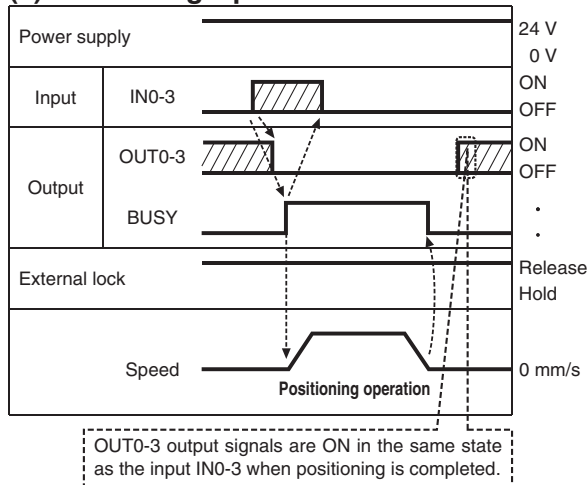 Power supply
24 V
0 V
Input
IN0-3
ON
OFF
Output
OUT0-3
ON
OFF
BUSY
External lock
Release
Hold
Speed
0 mm/s
Positioning operation
OUT0-3 output signals are ON in the same state
as the input IN0-3 when positioning is completed.